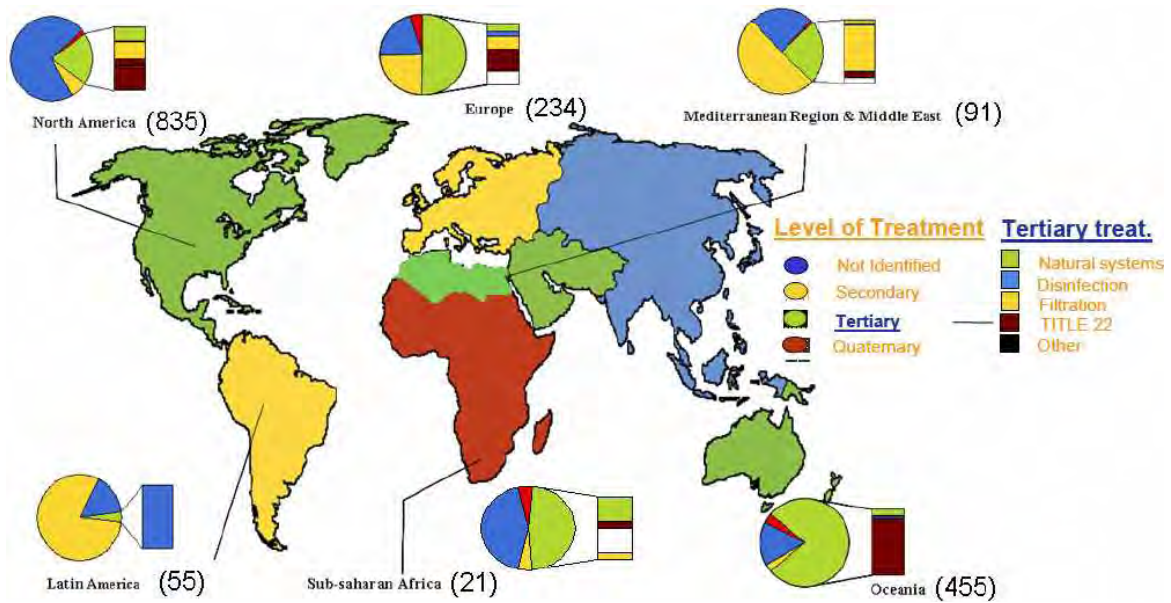 North America (835)
Europe (234)
Mediterranean Region & Middle East (91)
Level of Treatment
Not Identified
Secondary
Tertiary
Quaternary
Tertiary treat.
Natural systems
Disinfection
Filtration
TITLE 22
Other
Latin America (55)
Sub-saharan Africa (21)
Oceania (455)